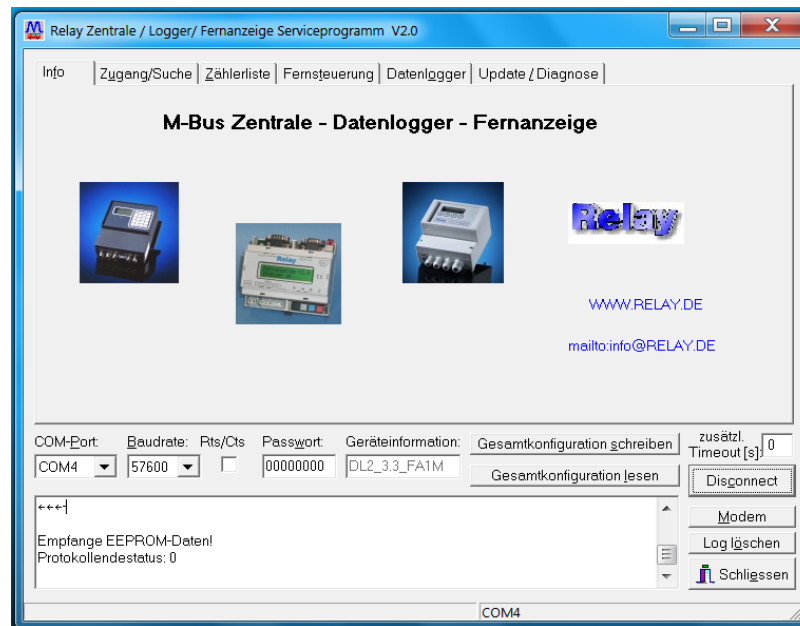 Relay Zentrale / Logger/ Fernanzeige Serviceprogramm V2.0
Info Zugang/Suche Zählerliste Fernsteuerung Datenlogger Update / Diagnose
M-Bus Zentrale - Datenlogger - Fernanzeige
Relay
Relay
WWW.RELAY.DE
mailto:info@RELAY.DE
COM-Port: Baudrate: Rts/Cts Passwort: Geräteinformation:
COM4 57600 00000000 DL2_3.3_FA1M
Gesamtkonfiguration schreiben
Gesamtkonfiguration lesen
zusätzl.
Timeout [s]: 0
Disconnect
Modem
Log löschen
Schliessen
Empfange EEPROM-Daten!
Protokollendestatus: 0
COM4